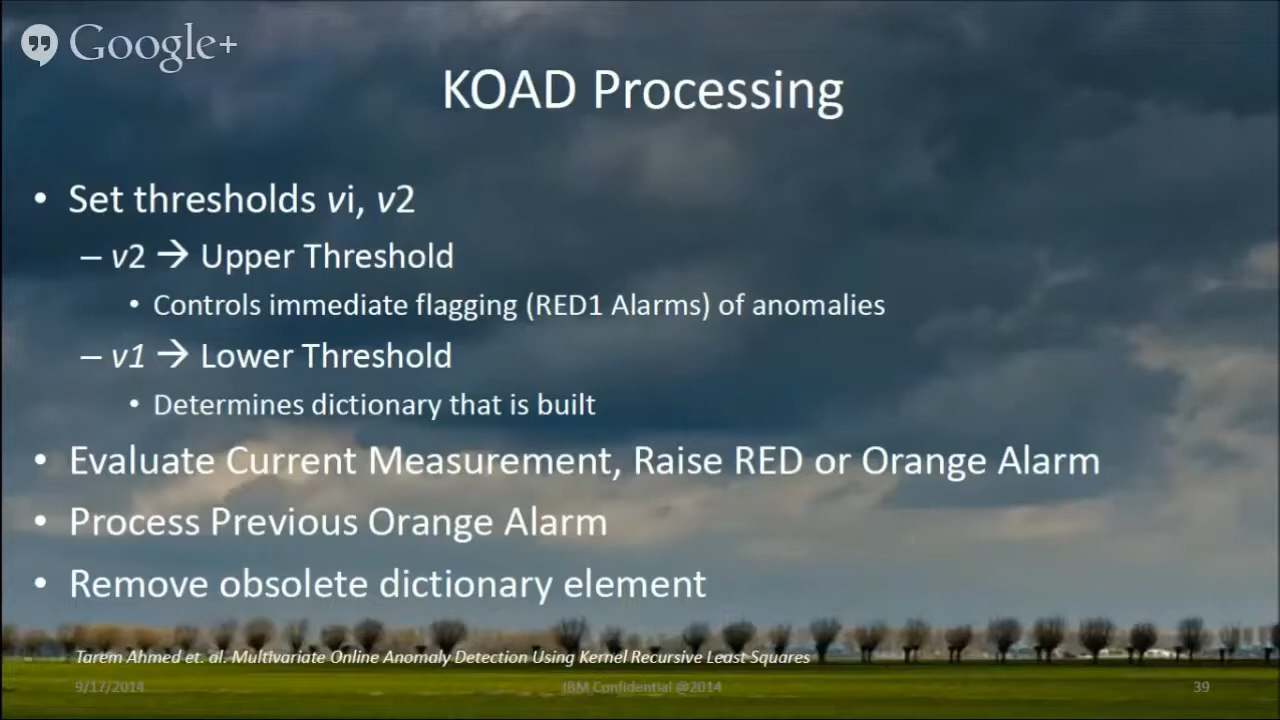 Google+
KOAD Processing
• Set thresholds vi, v2
– v2 → Upper Threshold
• Controls immediate flagging (RED1 Alarms) of anomalies
– v1 → Lower Threshold
• Determines dictionary that is built
• Evaluate Current Measurement, Raise RED or Orange Alarm
• Process Previous Orange Alarm
• Remove obsolete dictionary element
Tarem Ahmed et. al. Multivariate Online Anomaly Detection Using Kernel Recursive Least Squares
9/17/2014 IBM Confidential @2014 39